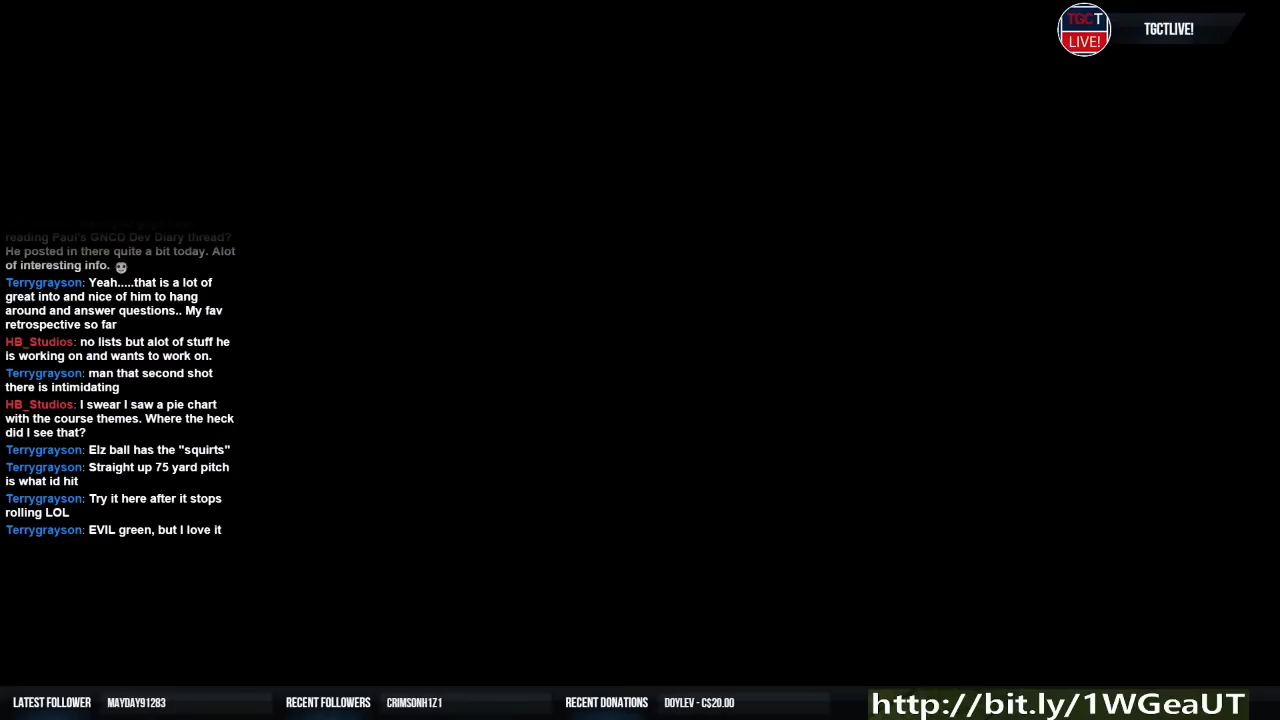 TGCT
LIVE!
TGCTLIVE!
reading Paul's GNCD Dev Diary thread?
He posted in there quite a bit today. Alot
of interesting info.
Terrygrayson: Yeah.....that is a lot of
great into and nice of him to hang
around and answer questions.. My fav
retrospective so far
HB_Studios: no lists but alot of stuff he
is working on and wants to work on.
Terrygrayson: man that second shot
there is intimidating
HB_Studios: I swear I saw a pie chart
with the course themes. Where the heck
did I see that?
Terrygrayson: Elz ball has the "squirts"
Terrygrayson: Straight up 75 yard pitch
is what id hit
Terrygrayson: Try it here after it stops
rolling LOL
Terrygrayson: EVIL green, but I love it
LATEST FOLLOWER MAYDAY91283 RECENT FOLLOWERS CRIMSONH1Z1 RECENT DONATIONS DOYLEV - C$20.00 http://bit.ly/1WGeaUT